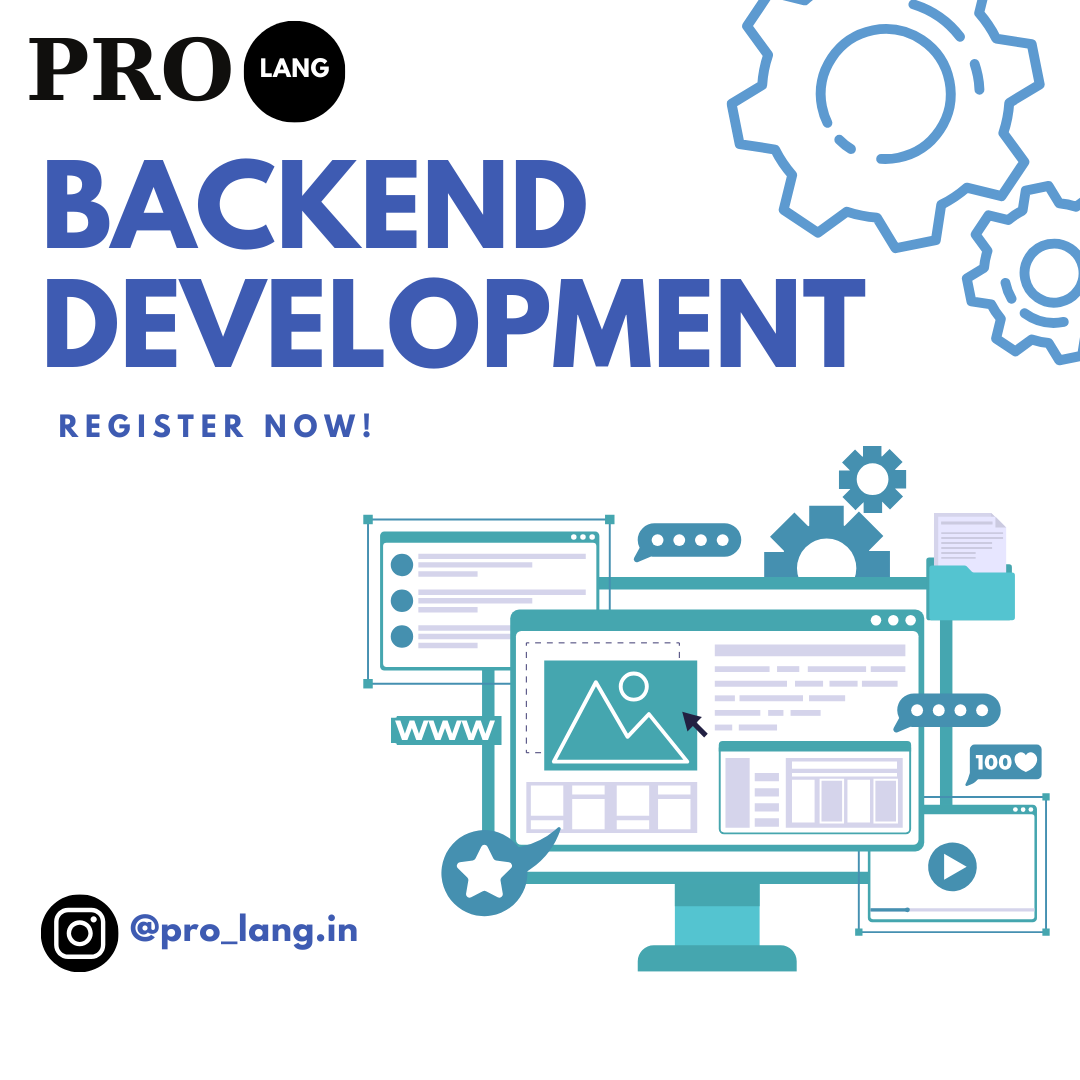 PRO LANG
BACKEND
DEVELOPMENT
REGISTER NOW!
WWW
100
@pro_lang.in